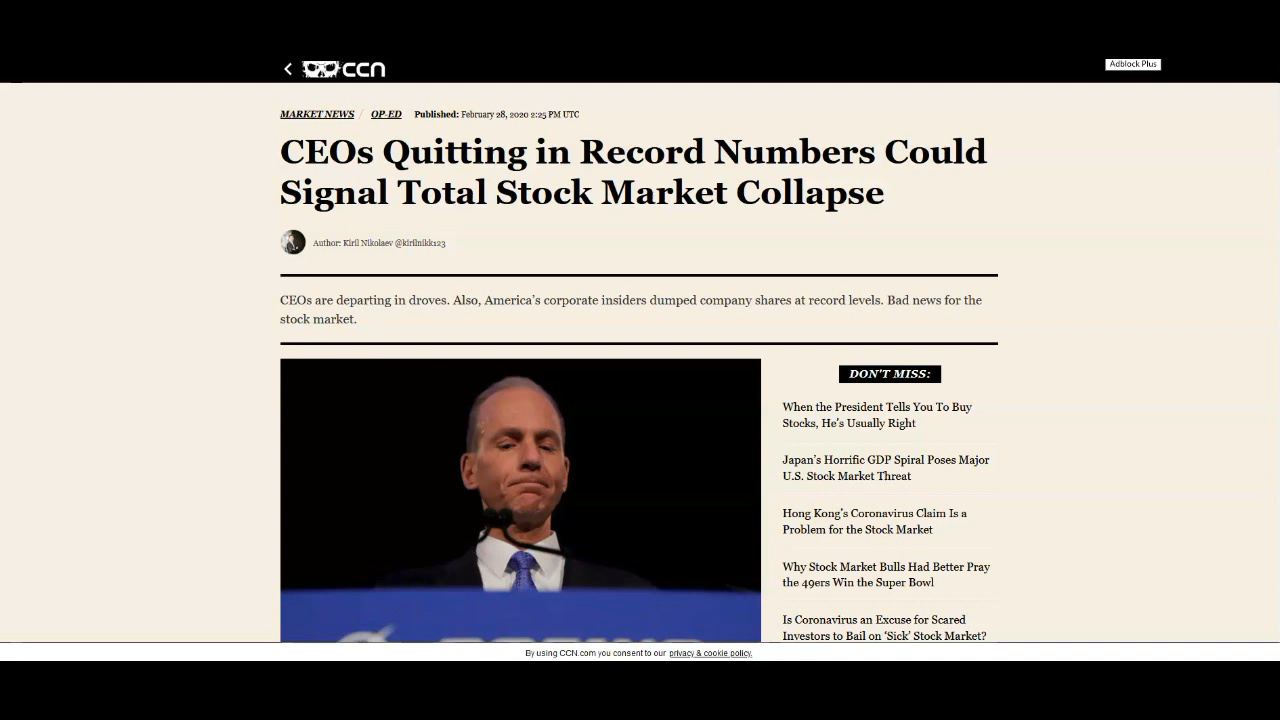 ccn
Adblock Plus
MARKET NEWS / OP-ED Published: February 28, 2020 2:25 PM UTC
CEOs Quitting in Record Numbers Could
Signal Total Stock Market Collapse
Author: Kiril Nikolaev @kirilnikk123
CEOs are departing in droves. Also, America's corporate insiders dumped company shares at record levels. Bad news for the
stock market.
DON'T MISS:
When the President Tells You To Buy
Stocks, He's Usually Right
Japan's Horrific GDP Spiral Poses Major
U.S. Stock Market Threat
Hong Kong's Coronavirus Claim Is a
Problem for the Stock Market
Why Stock Market Bulls Had Better Pray
the 49ers Win the Super Bowl
Is Coronavirus an Excuse for Scared
Investors to Bail on 'Sick' Stock Market?
By using CCN.com you consent to our privacy & cookie policy.